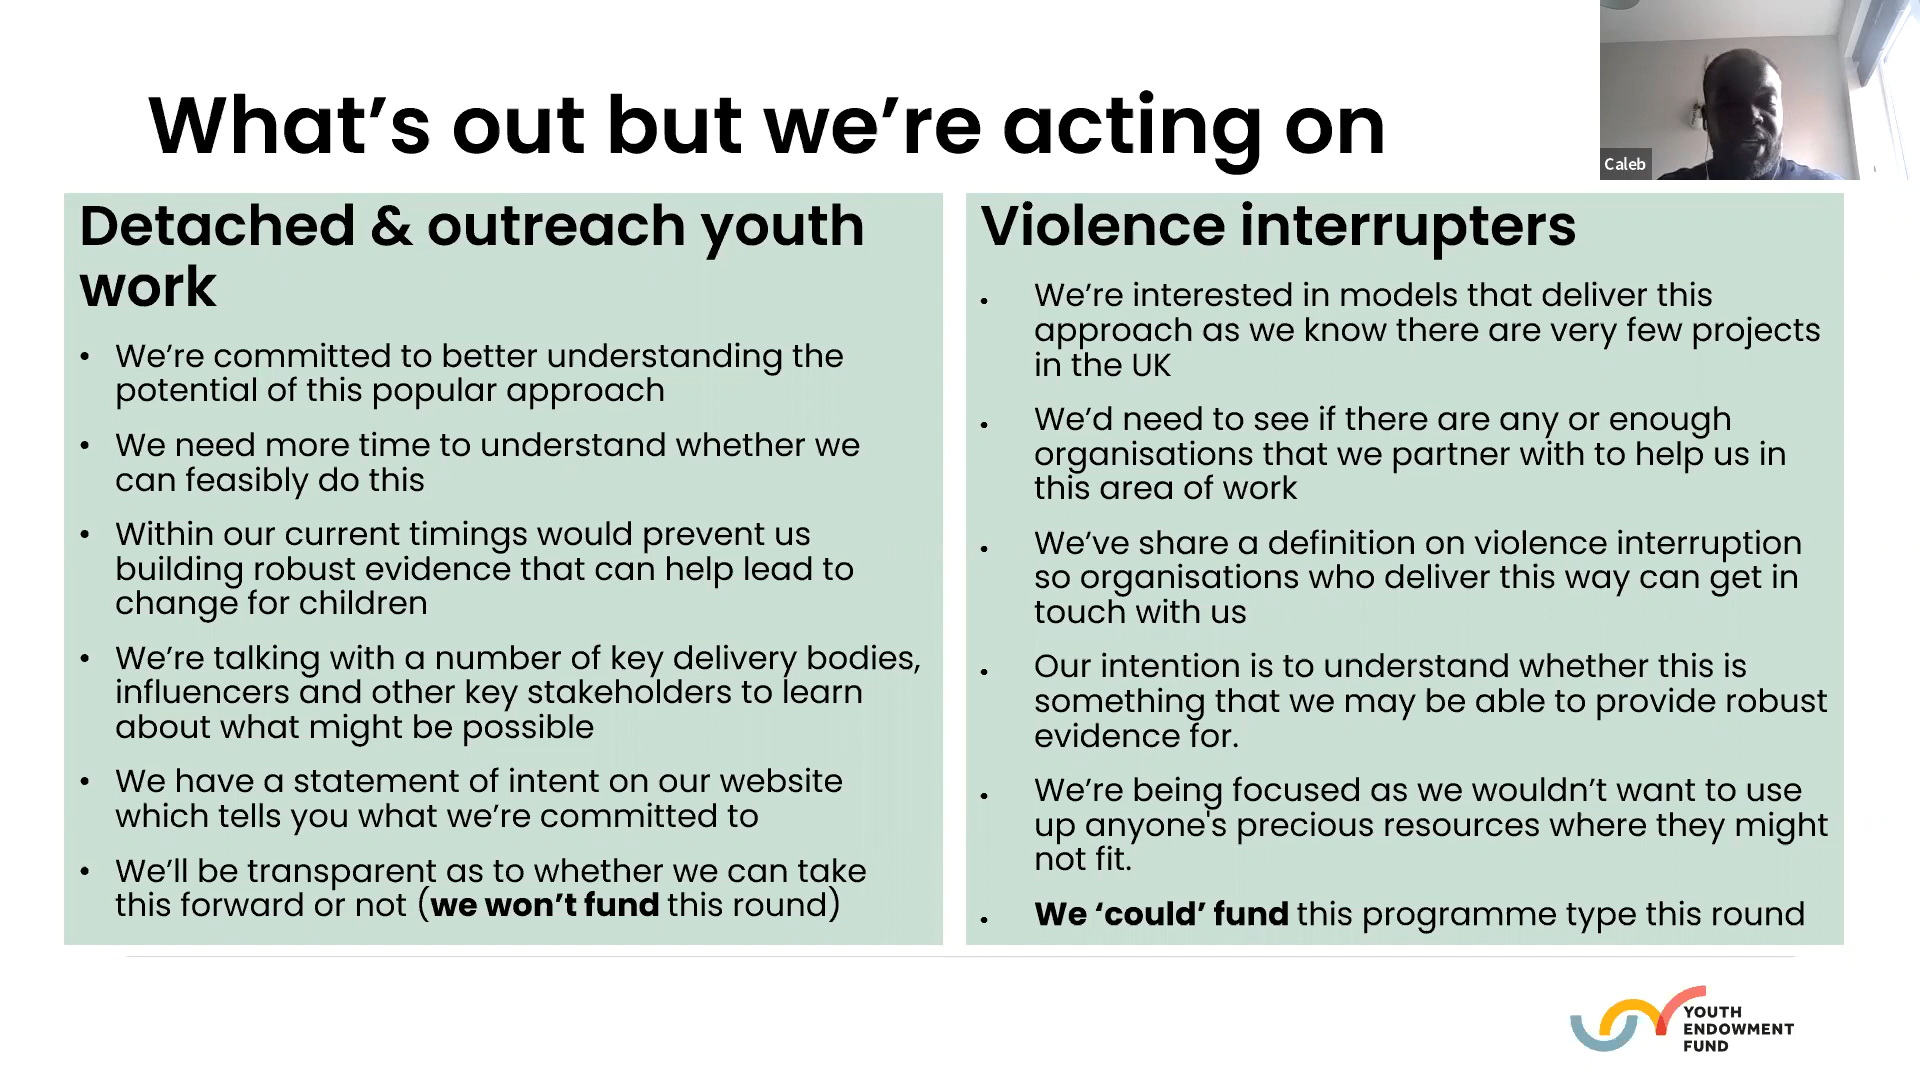 What’s out but we’re acting on
Caleb
Detached & outreach youth
work
• We’re committed to better understanding the
potential of this popular approach
• We need more time to understand whether we
can feasibly do this
• Within our current timings would prevent us
building robust evidence that can help lead to
change for children
• We’re talking with a number of key delivery bodies,
influencers and other key stakeholders to learn
about what might be possible
• We have a statement of intent on our website
which tells you what we’re committed to
• We’ll be transparent as to whether we can take
this forward or not (we won’t fund this round)
Violence interrupters
• We’re interested in models that deliver this
approach as we know there are very few projects
in the UK
• We’d need to see if there are any or enough
organisations that we partner with to help us in
this area of work
• We’ve share a definition on violence interruption
so organisations who deliver this way can get in
touch with us
• Our intention is to understand whether this is
something that we may be able to provide robust
evidence for.
• We’re being focused as we wouldn’t want to use
up anyone's precious resources where they might
not fit.
• We ‘could’ fund this programme type this round
YOUTH
ENDOWMENT
FUND